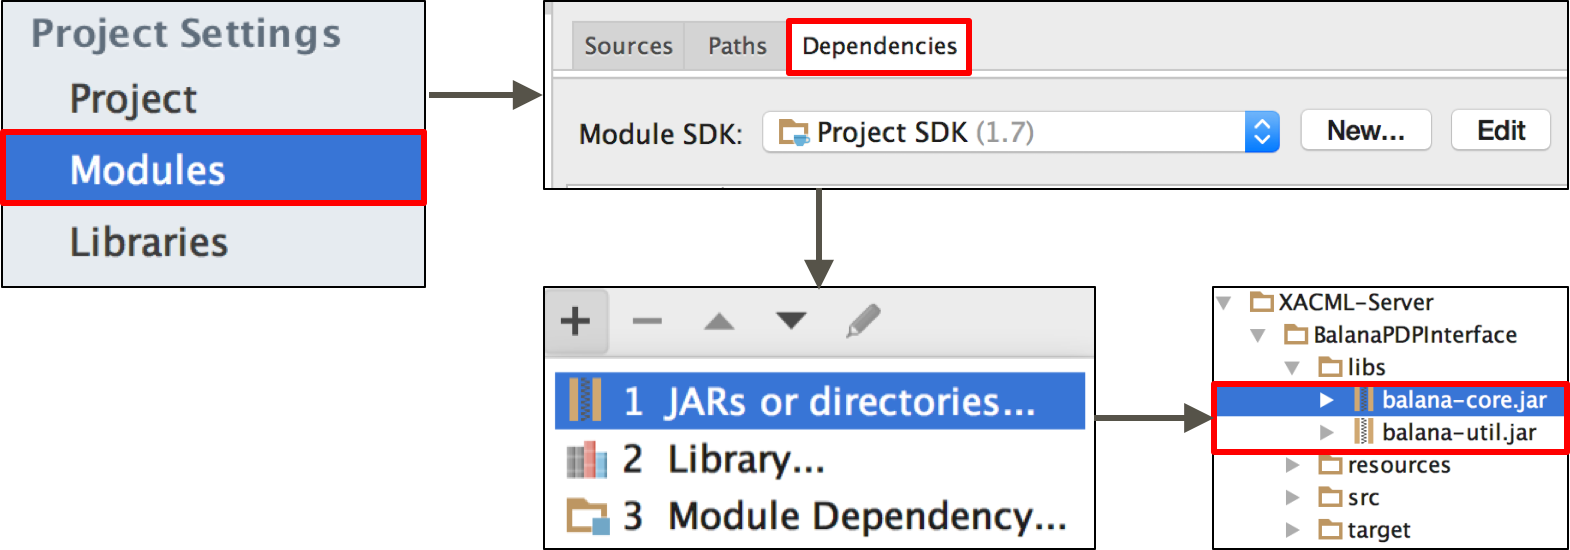 Project Settings
Project
Modules
Libraries
Sources Paths Dependencies
Module SDK: Project SDK (1.7) New... Edit
1 JARs or directories...
2 Library...
3 Module Dependency...
XACML-Server
BalanaPDPInterface
libs
balana-core.jar
balana-util.jar
resources
src
target